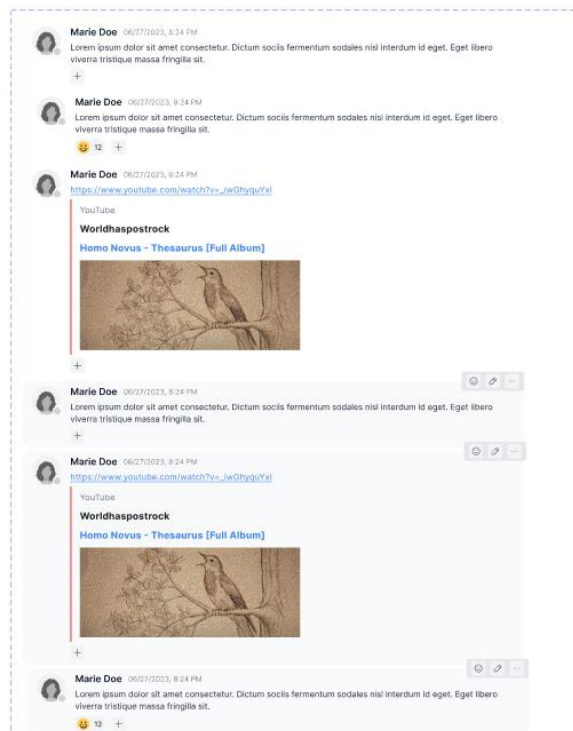 Marie Doe 06/27/2023, 8:24 PM
Lorem ipsum dolor sit amet consectetur. Dictum sociis fermentum sodales nisl interdum id eget. Eget libero
viverra tristique massa fringilla sit.
+
Marie Doe 06/27/2023, 8:24 PM
Lorem ipsum dolor sit amet consectetur. Dictum sociis fermentum sodales nisl interdum id eget. Eget libero
viverra tristique massa fringilla sit.
12 +
Marie Doe 06/27/2023, 8:24 PM
https://www.youtube.com/watch?v=_iwGhyquYxI
YouTube
Worldhaspostrock
Homo Novus - Thesaurus [Full Album]
+
Marie Doe 06/27/2023, 8:24 PM
Lorem ipsum dolor sit amet consectetur. Dictum sociis fermentum sodales nisl interdum id eget. Eget libero
viverra tristique massa fringilla sit.
+
Marie Doe 06/27/2023, 8:24 PM
https://www.youtube.com/watch?v=_iwGhyquYxI
YouTube
Worldhaspostrock
Homo Novus - Thesaurus [Full Album]
+
Marie Doe 06/27/2023, 8:24 PM
Lorem ipsum dolor sit amet consectetur. Dictum sociis fermentum sodales nisl interdum id eget. Eget libero
viverra tristique massa fringilla sit.
12 +